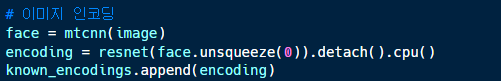 # 이미지 인코딩
face = mtcnn(image)
encoding = resnet(face.unsqueeze(0)).detach().cpu()
known_encodings.append(encoding)